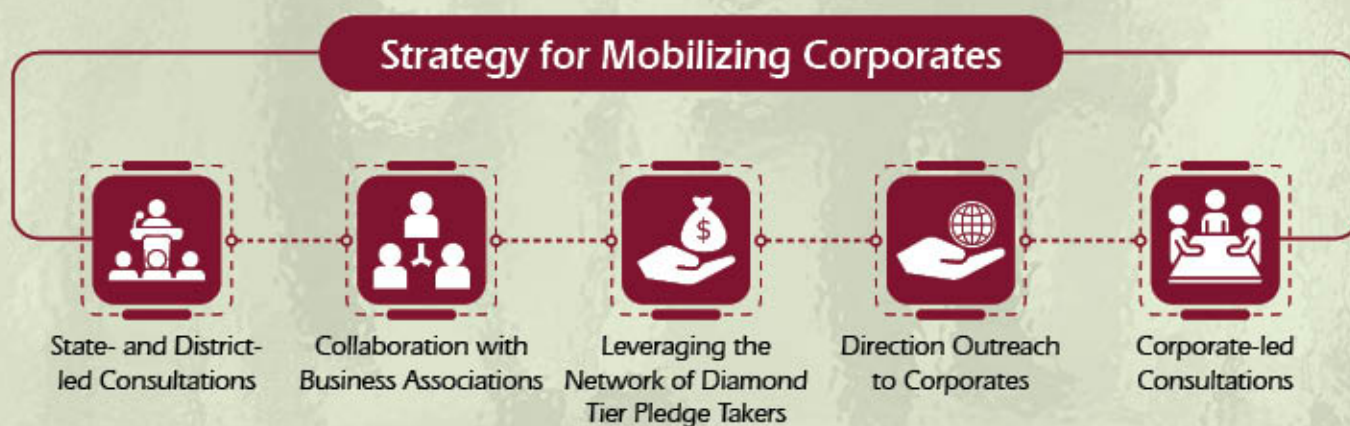 Strategy for Mobilizing Corporates
State- and District-
led Consultations
Collaboration with
Business Associations
$
Leveraging the
Network of Diamond
Tier Pledge Takers
Direction Outreach
to Corporates
Corporate-led
Consultations